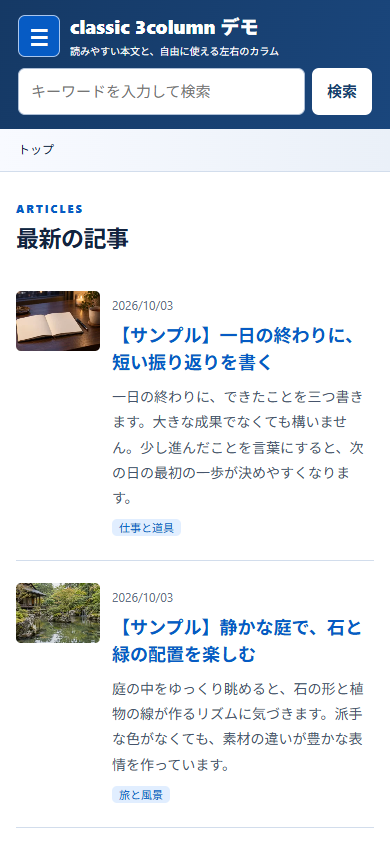 classic 3column デモ
読みやすい本文と、自由に使える左右のカラム
キーワードを入力して検索
検索
トップ
ARTICLES
最新の記事
2026/10/03
【サンプル】一日の終わりに、
短い振り返りを書く
一日の終わりに、できたことを三つ書き
ます。大きな成果でなくても構いませ
ん。少し進んだことを言葉にすると、次
の日の最初の一歩が決めやすくなりま
す。
仕事と道具
2026/10/03
【サンプル】静かな庭で、石と
緑の配置を楽しむ
庭の中をゆっくり眺めると、石の形と植
物の線が作るリズムに気づきます。派手
な色がなくても、素材の違いが豊かな表
情を作っています。
旅と風景